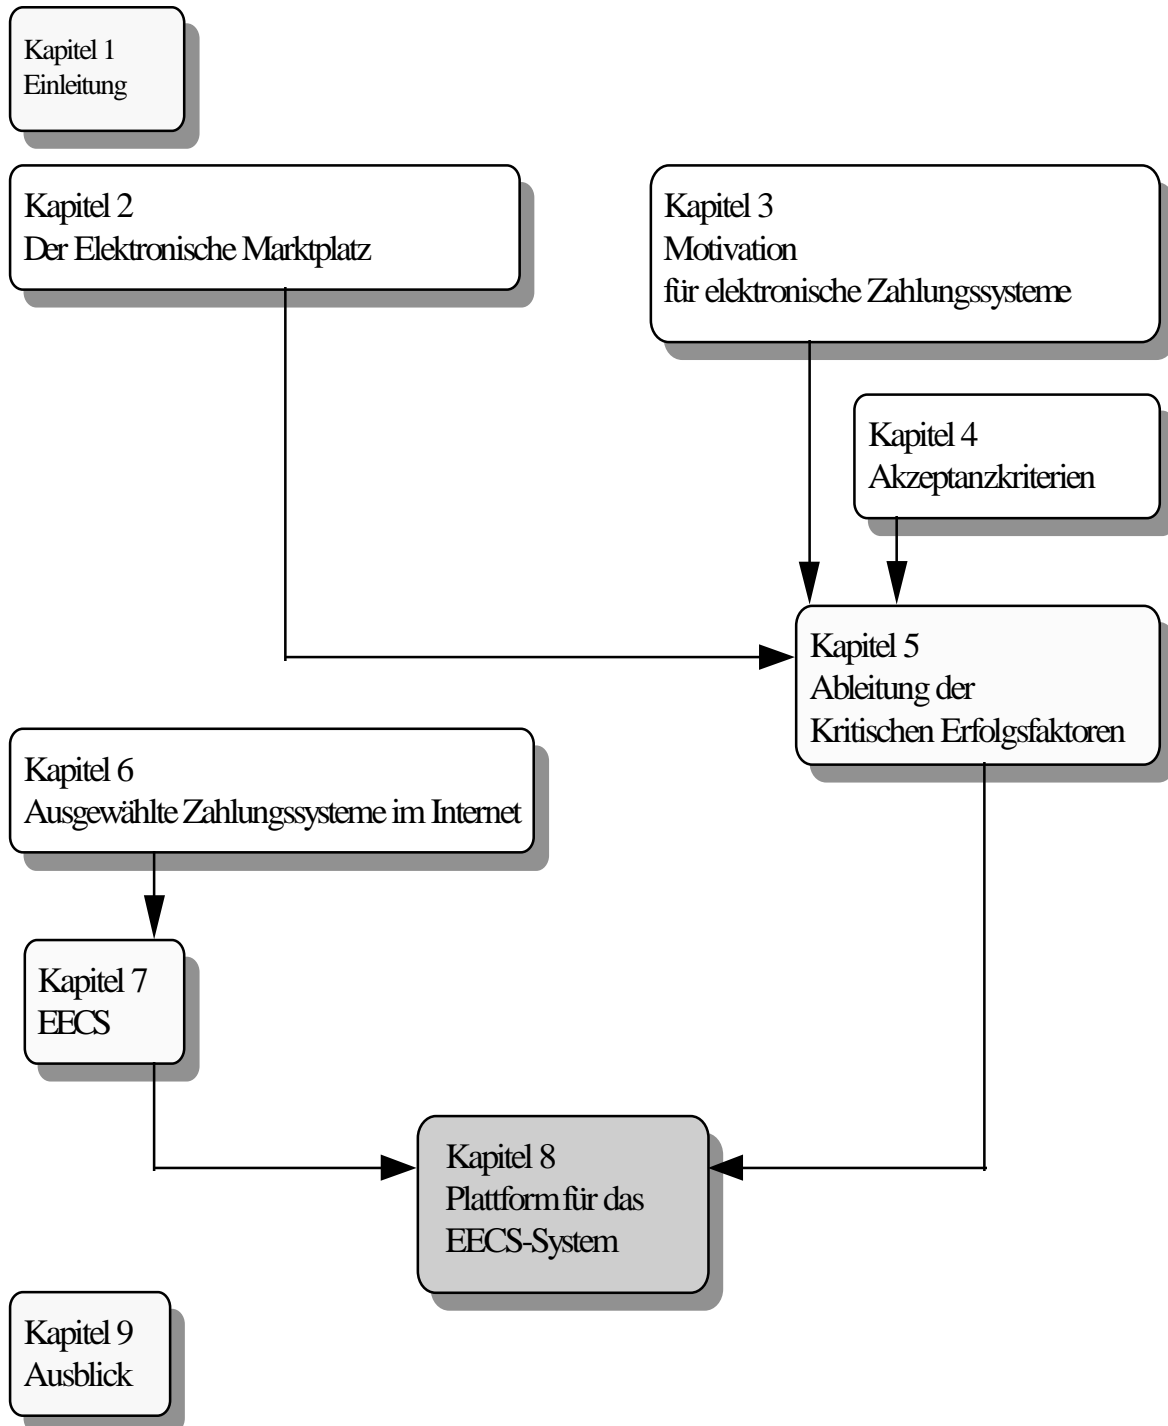 Kapitel 1
Einleitung
Kapitel 2
Der Elektronische Marktplatz
Kapitel 3
Motivation
für elektronische Zahlungssysteme
Kapitel 4
Akzeptanzkriterien
Kapitel 5
Ableitung der
Kritischen Erfolgsfaktoren
Kapitel 6
Ausgewählte Zahlungssysteme im Internet
Kapitel 7
EECS
Kapitel 8
Plattform für das
EECS-System
Kapitel 9
Ausblick